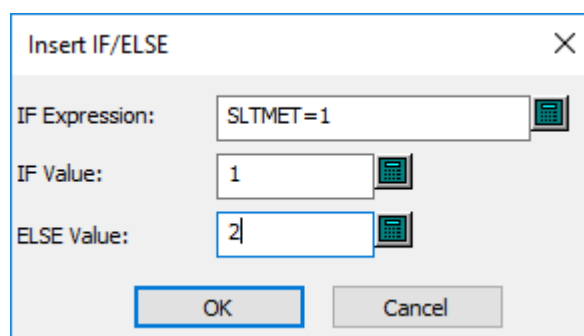 Insert IF/ELSE
IF Expression: SLTMET=1
IF Value: 1
ELSE Value: 2
OK Cancel